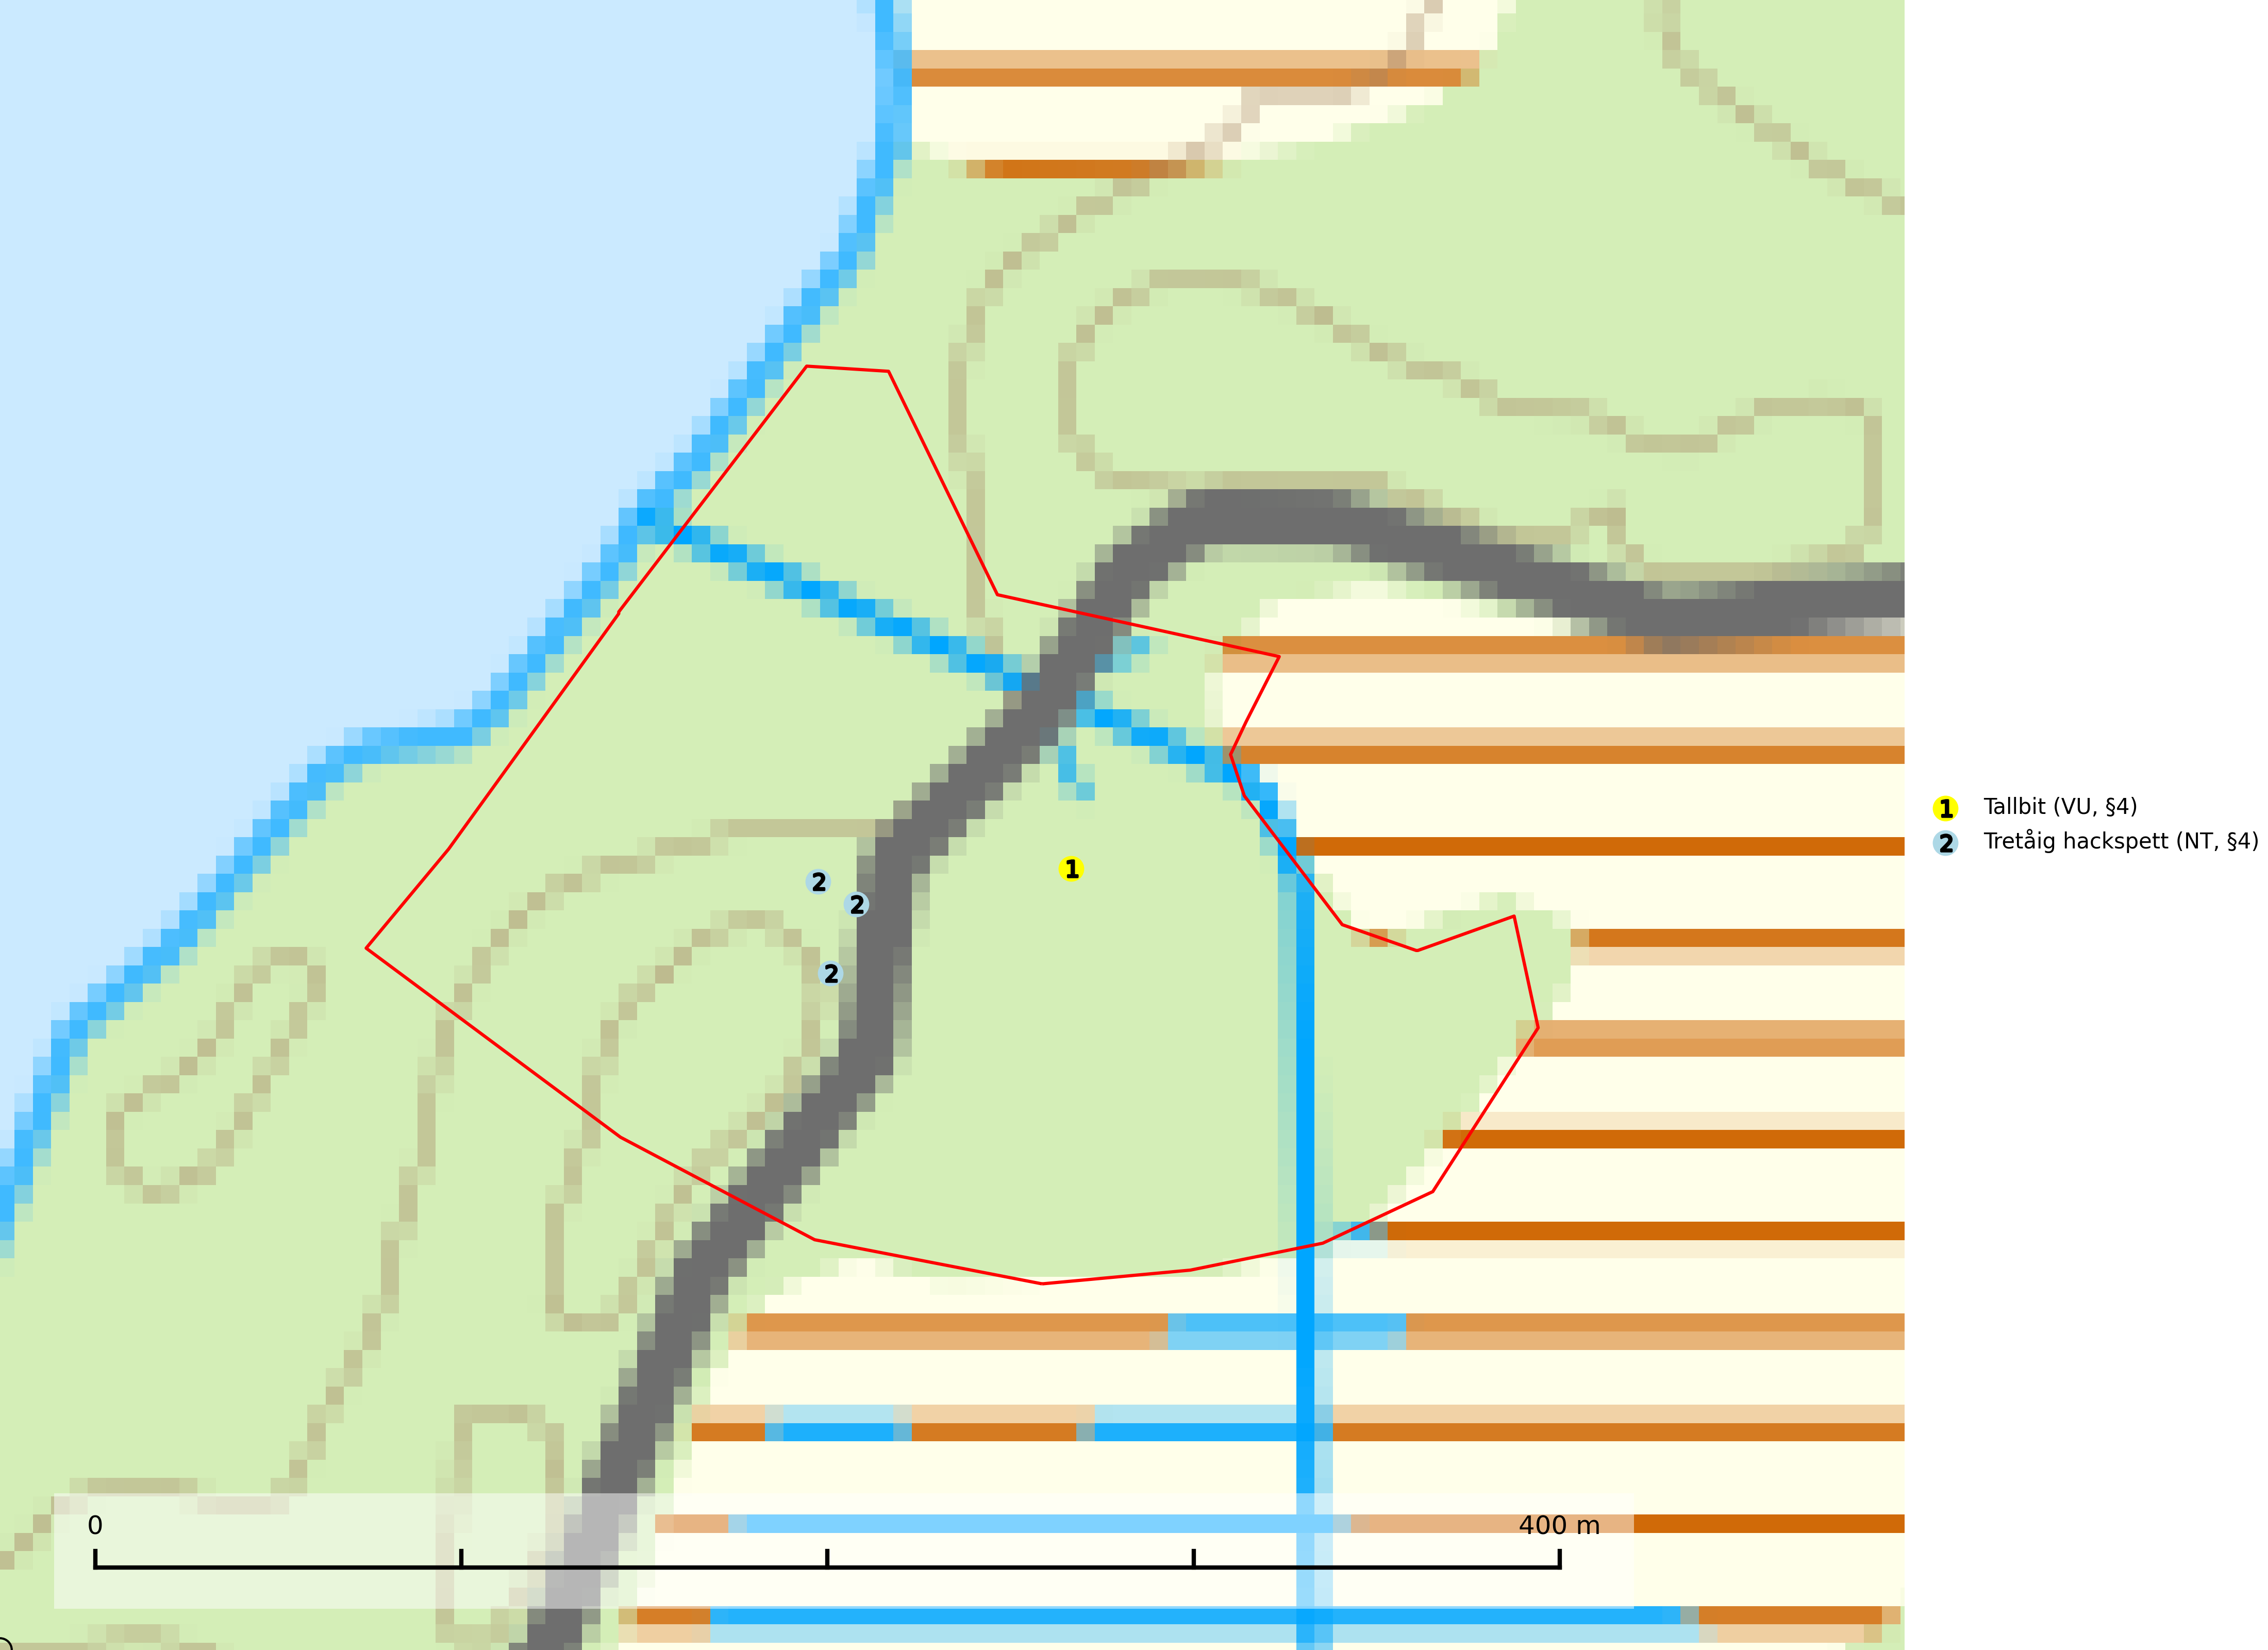 1 Tallbit (VU, §4)
2 Tretåig hackspett (NT, §4)
1
2
2
2
0 400 m